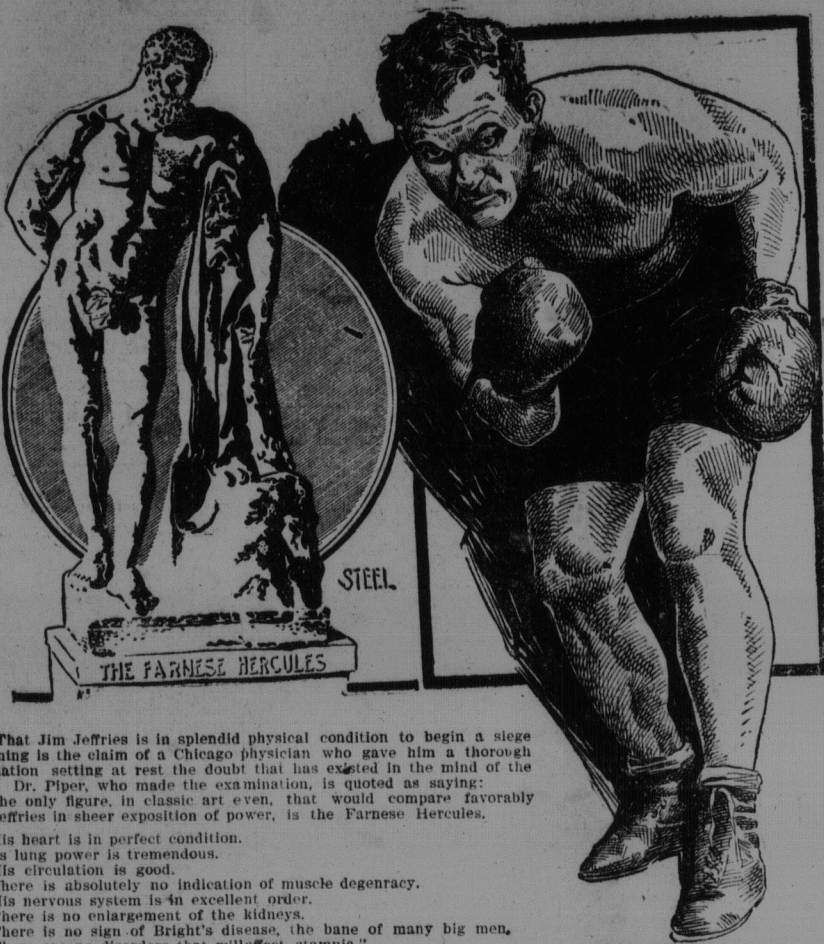 STEEL
THE FARNESE HERCULES
That Jim Jeffries is in splendid physical condition to begin a siege
ning is the claim of a Chicago physician who gave him a thorough
ation setting at rest the doubt that has existed in the mind of the
Dr. Piper, who made the examination, is quoted as saying:
he only figure, in classic art even, that would compare favorably
effries in sheer exposition of power, is the Farnese Hercules.
is heart is in perfect condition.
s lung power is tremendous.
is circulation is good.
here is absolutely no indication of muscle degenracy.
is nervous system is in excellent order.
here is no enlargement of the kidneys.
here is no sign of Bright's disease, the bane of many big men.